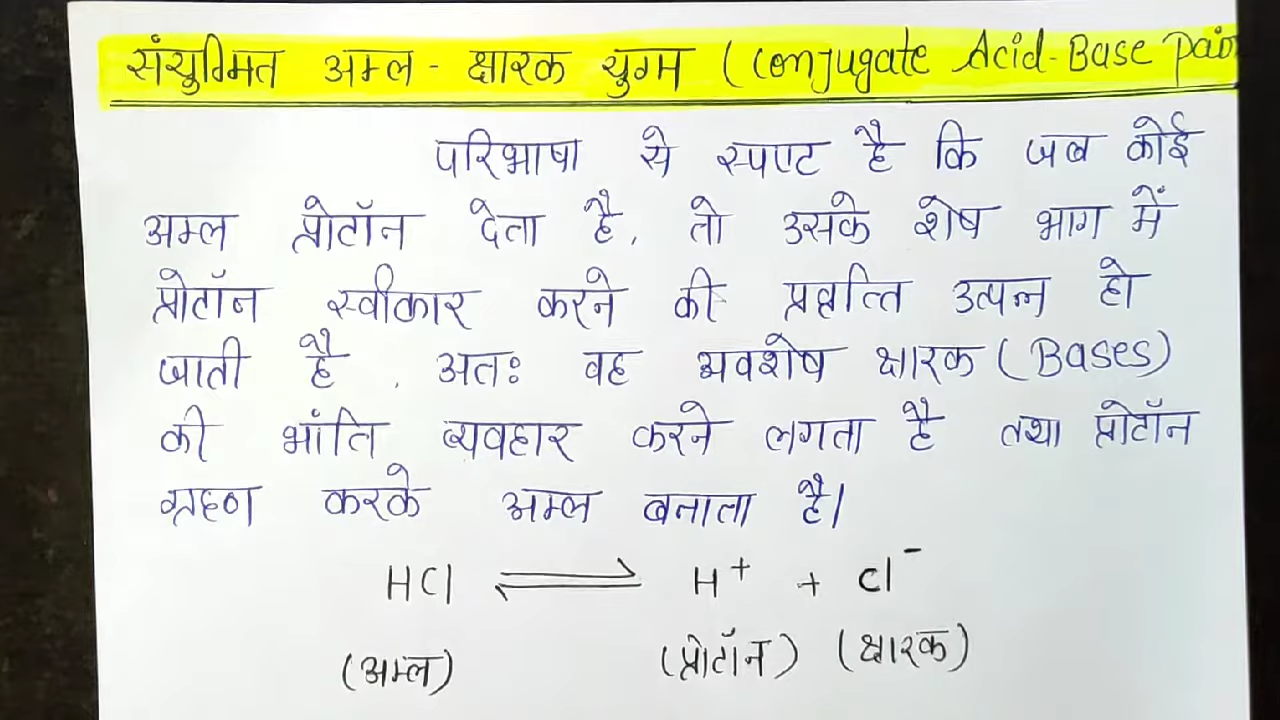 संयुग्मित अम्ल - क्षारक युग्म (Conjugate Acid-Base pair
परिभाषा से स्पष्ट है कि जब कोई
अम्ल प्रोटॉन देता है, तो उसके शेष भाग में
प्रोटॉन स्वीकार करने की प्रवृत्ति उत्पन्न हो
जाती है . अतः वह अवशेष क्षारक (Bases)
की भांति व्यवहार करने लगता है तथा प्रोटॉन
ग्रहण करके अम्ल बनाता है।
HCl ⇌ H⁺ + Cl⁻
(अम्ल) (प्रोटॉन) (क्षारक)